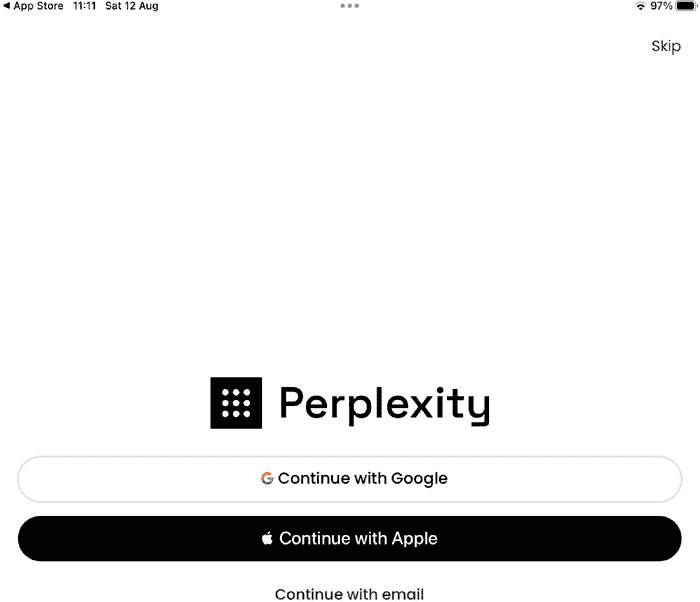 ◀ App Store 11:11 Sat 12 Aug 97%
Skip
Perplexity
Continue with Google
Continue with Apple
Continue with email